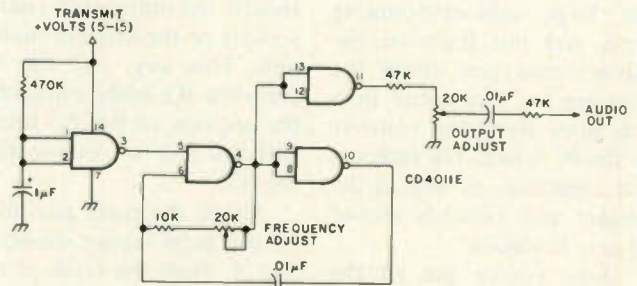 TRANSMIT
+VOLTS (5-15)
470K
14
1
2
3
7
1µF
+
5
6
4
13
12
11
9
8
10
CD4011E
47K
20K
OUTPUT
ADJUST
.01µF
47K
AUDIO
OUT
10K
20K
FREQUENCY
ADJUST
.01µF